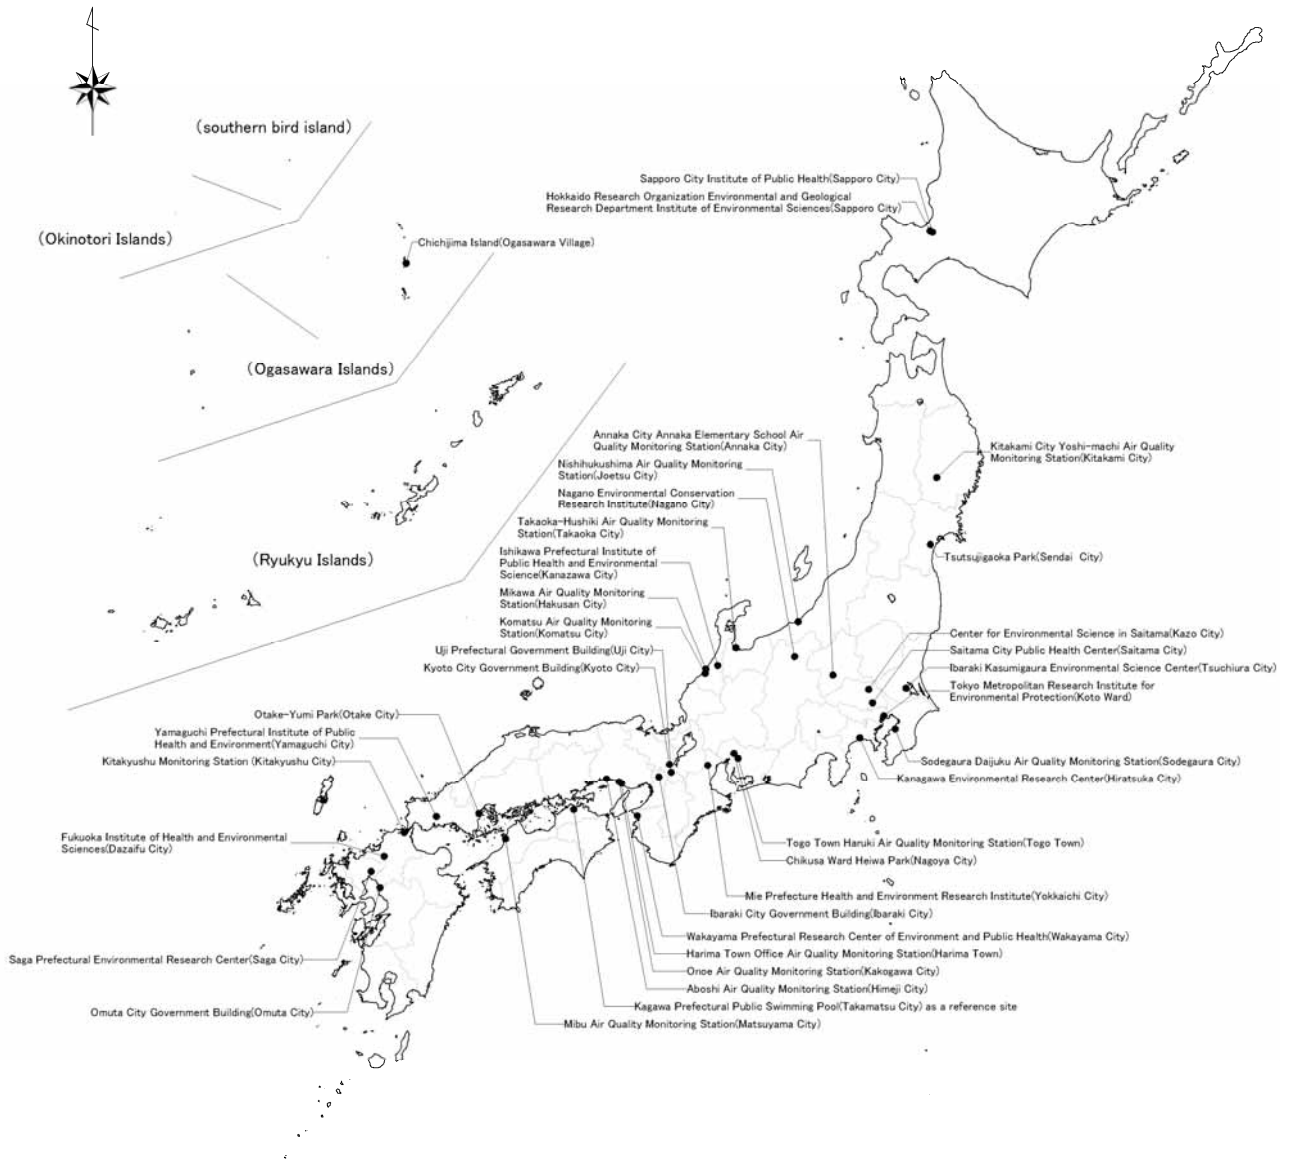 (southern bird island)
Sapporo City Institute of Public Health(Sapporo City)
Hokkaido Research Organization Environmental and Geological
Research Department Institute of Environmental Sciences(Sapporo City)
(Okinotori Islands)
Chichijima Island(Ogasawara Village)
(Ogasawara Islands)
Annaka City Annaka Elementary School Air
Quality Monitoring Station(Annaka City)
Kitakami City Yoshi-machi Air Quality
Monitoring Station(Kitakami City)
Nishihukushima Air Quality Monitoring
Station(Joetsu City)
Nagano Environmental Conservation
Research Institute(Nagano City)
Takaoka-Hushiki Air Quality Monitoring
Station(Takaoka City)
(Ryukyu Islands)
Ishikawa Prefectural Institute of
Public Health and Environmental
Science(Kanazawa City)
Tsutsujigaoka Park(Sendai City)
Mikawa Air Quality Monitoring
Station(Hakusan City)
Komatsu Air Quality Monitoring
Station(Komatsu City)
Uji Prefectural Government Building(Uji City)
Kyoto City Government Building(Kyoto City)
Center for Environmental Science in Saitama(Kazo City)
Saitama City Public Health Center(Saitama City)
Ibaraki Kasumigaura Environmental Science Center(Tsuchiura City)
Tokyo Metropolitan Research Institute for
Environmental Protection(Koto Ward)
Otake-Yumi Park(Otake City)
Yamaguchi Prefectural Institute of Public
Health and Environment(Yamaguchi City)
Kitakyushu Monitoring Station (Kitakyushu City)
Sodegaura Daijuku Air Quality Monitoring Station(Sodegaura City)
Kanagawa Environmental Research Center(Hiratsuka City)
Fukuoka Institute of Health and Environmental
Sciences(Dazaifu City)
Togo Town Haruki Air Quality Monitoring Station(Togo Town)
Chikusa Ward Heiwa Park(Nagoya City)
Mie Prefecture Health and Environment Research Institute(Yokkaichi City)
Ibaraki City Government Building(Ibaraki City)
Wakayama Prefectural Research Center of Environment and Public Health(Wakayama City)
Harima Town Office Air Quality Monitoring Station(Harima Town)
Saga Prefectural Environmental Research Center(Saga City)
Onoe Air Quality Monitoring Station(Kakogawa City)
Aboshi Air Quality Monitoring Station(Himeji City)
Kagawa Prefectural Public Swimming Pool(Takamatsu City) as a reference site
Omuta City Government Building(Omuta City)
Mibu Air Quality Monitoring Station(Matsuyama City)